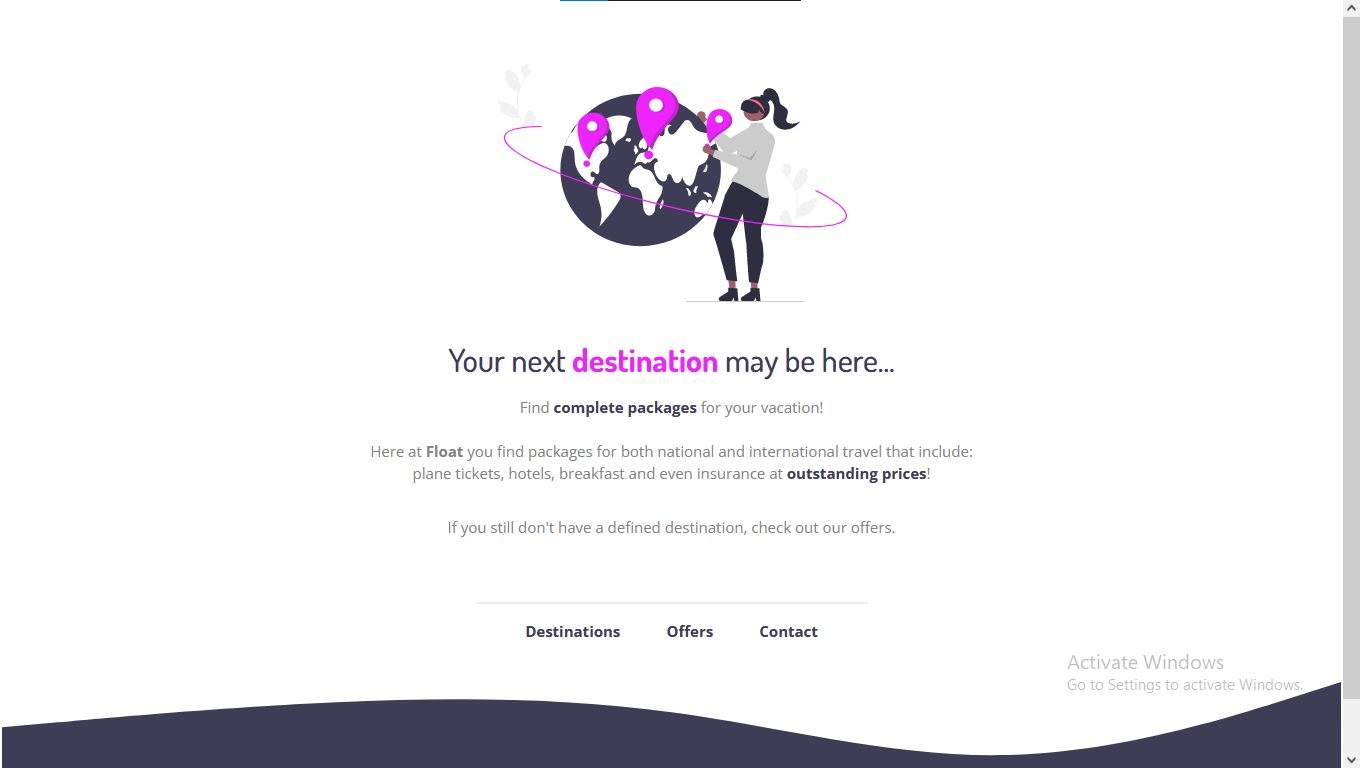 Your next destination may be here...
Find complete packages for your vacation!
Here at Float you find packages for both national and international travel that include:
plane tickets, hotels, breakfast and even insurance at outstanding prices!
If you still don't have a defined destination, check out our offers.
Destinations Offers Contact
Activate Windows
Go to Settings to activate Windows.